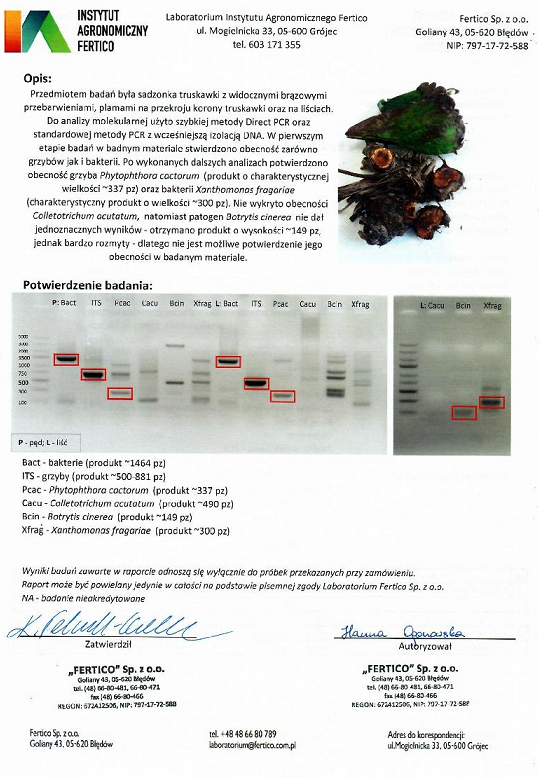 INSTYTUT
AGRONOMICZNY
FERTICO
Laboratorium Instytutu Agronomicznego Fertico
ul. Mogielnicka 33, 05-600 Grójec
tel. 603 171 355
Fertico Sp. z o.o.
Goliany 43, 05-620 Błędów
NIP: 797-17-72-588
Opis:
Przedmiotem badań była sadzonka truskawki z widocznymi brązowymi
przebarwieniami, plamami na przekroju korony truskawki oraz na liściach.
Do analizy molekularnej użyto szybkiej metody Direct PCR oraz
standardowej metody PCR z wcześniejszą izolacją DNA. W pierwszym
etapie badań w badnym materiale stwierdzono obecność zarówno
grzybów jak i bakterii. Po wykonanych dalszych analizach potwierdzono
obecność grzyba Phytophthora cactorum (produkt o charakterystycznej
wielkości ~337 pz) oraz bakterii Xanthomonas fragariae
(charakterystyczny produkt o wielkości ~300 pz). Nie wykryto obecności
Colletotrichum acutatum, natomiast patogen Botrytis cinerea nie dał
jednoznacznych wyników - otrzymano produkt o wysokości ~149 pz,
jednak bardzo rozmyty - dlatego nie jest możliwe potwierdzenie jego
obecności w badanym materiale.
Potwierdzenie badania:
P: Bact ITS Pcac Cacu Bcin Xfrag L: Bact ITS Pcac Cacu Bcin Xfrag
L: Cacu Bcin Xfrag
1500
1000
750
500
300
100
P - pęd; L - liść
Bact - bakterie (produkt ~1464 pz)
ITS - grzyby (produkt ~500-881 pz)
Pcac - Phytophthora cactorum (produkt ~337 pz)
Cacu - Colletotrichum acutatum (produkt ~490 pz)
Bcin - Botrytis cinerea (produkt ~149 pz)
Xfrag - Xanthomonas fragariae (produkt ~300 pz)
Wyniki badań zawarte w raporcie odnoszą się wyłącznie do próbek przekazanych przy zamówieniu.
Raport może być powielany jedynie w całości na podstawie pisemnej zgody Laboratorium Fertico Sp. z o.o.
NA - badanie nieakredytowane
Hanna
Zatwierdził
Autoryzował
„FERTICO" Sp. z o.o.
Goliany 43, 05-620 Błędów
tel. (48) 66-80-481, 66-80-471
fax (48) 66-80-466
REGON: 672412506, NIP: 797-17-72-588
„FERTICO" Sp. z o.o.
Goliany 43, 05-620 Błędów
tel. (48) 66-80 481, 66-80-471
fax (48) 66-80-466
REGON: 672412506, NIP: 797-17-72-588
Fertico Sp. z o.o.
Goliany 43, 05-620 Błędów
tel. +48 48 66 80 789
laboratorium@fertico.com.pl
Adres do korespondencji:
ul.Mogielnicka 33, 05-600 Grójec